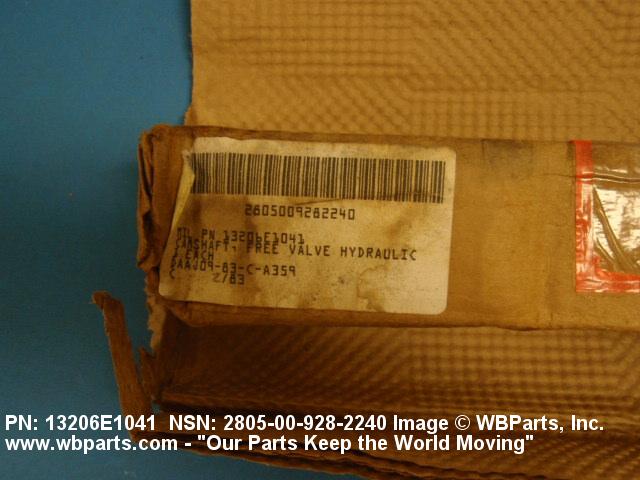 2805009282240
MIL PN 13206E1041
CAMSHAFT, FREE VALVE HYDRAULIC
EACH
DAAJ09-83-C-A359
C 2/83
PN: 13206E1041 NSN: 2805-00-928-2240 Image © WBParts, Inc.
www.wbparts.com - "Our Parts Keep the World Moving"